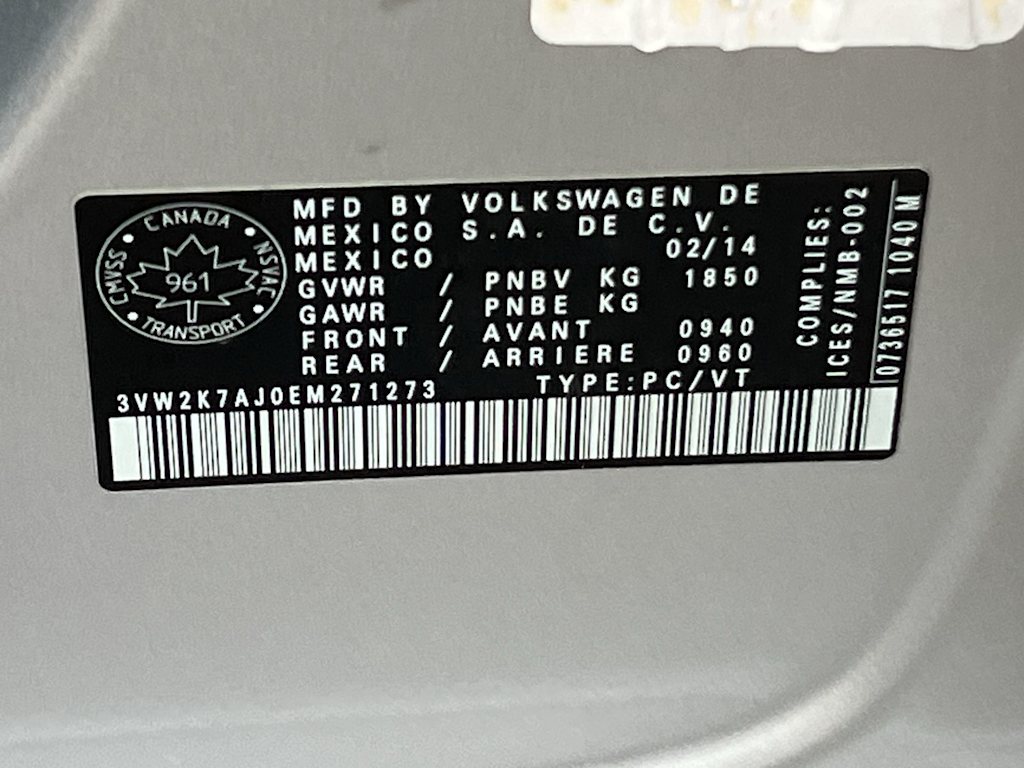 CANADA
CMVSS
NSVAC
961
TRANSPORT
MFD BY VOLKSWAGEN DE
MEXICO S.A. DE C.V.
MEXICO 02/14
GVWR / PNBV KG 1850
GAWR / PNBE KG
FRONT / AVANT 0940
REAR / ARRIERE 0960
TYPE:PC/VT
3VW2K7AJ0EM271273
COMPLIES:
ICES/NMB-002
0736517 1040 M